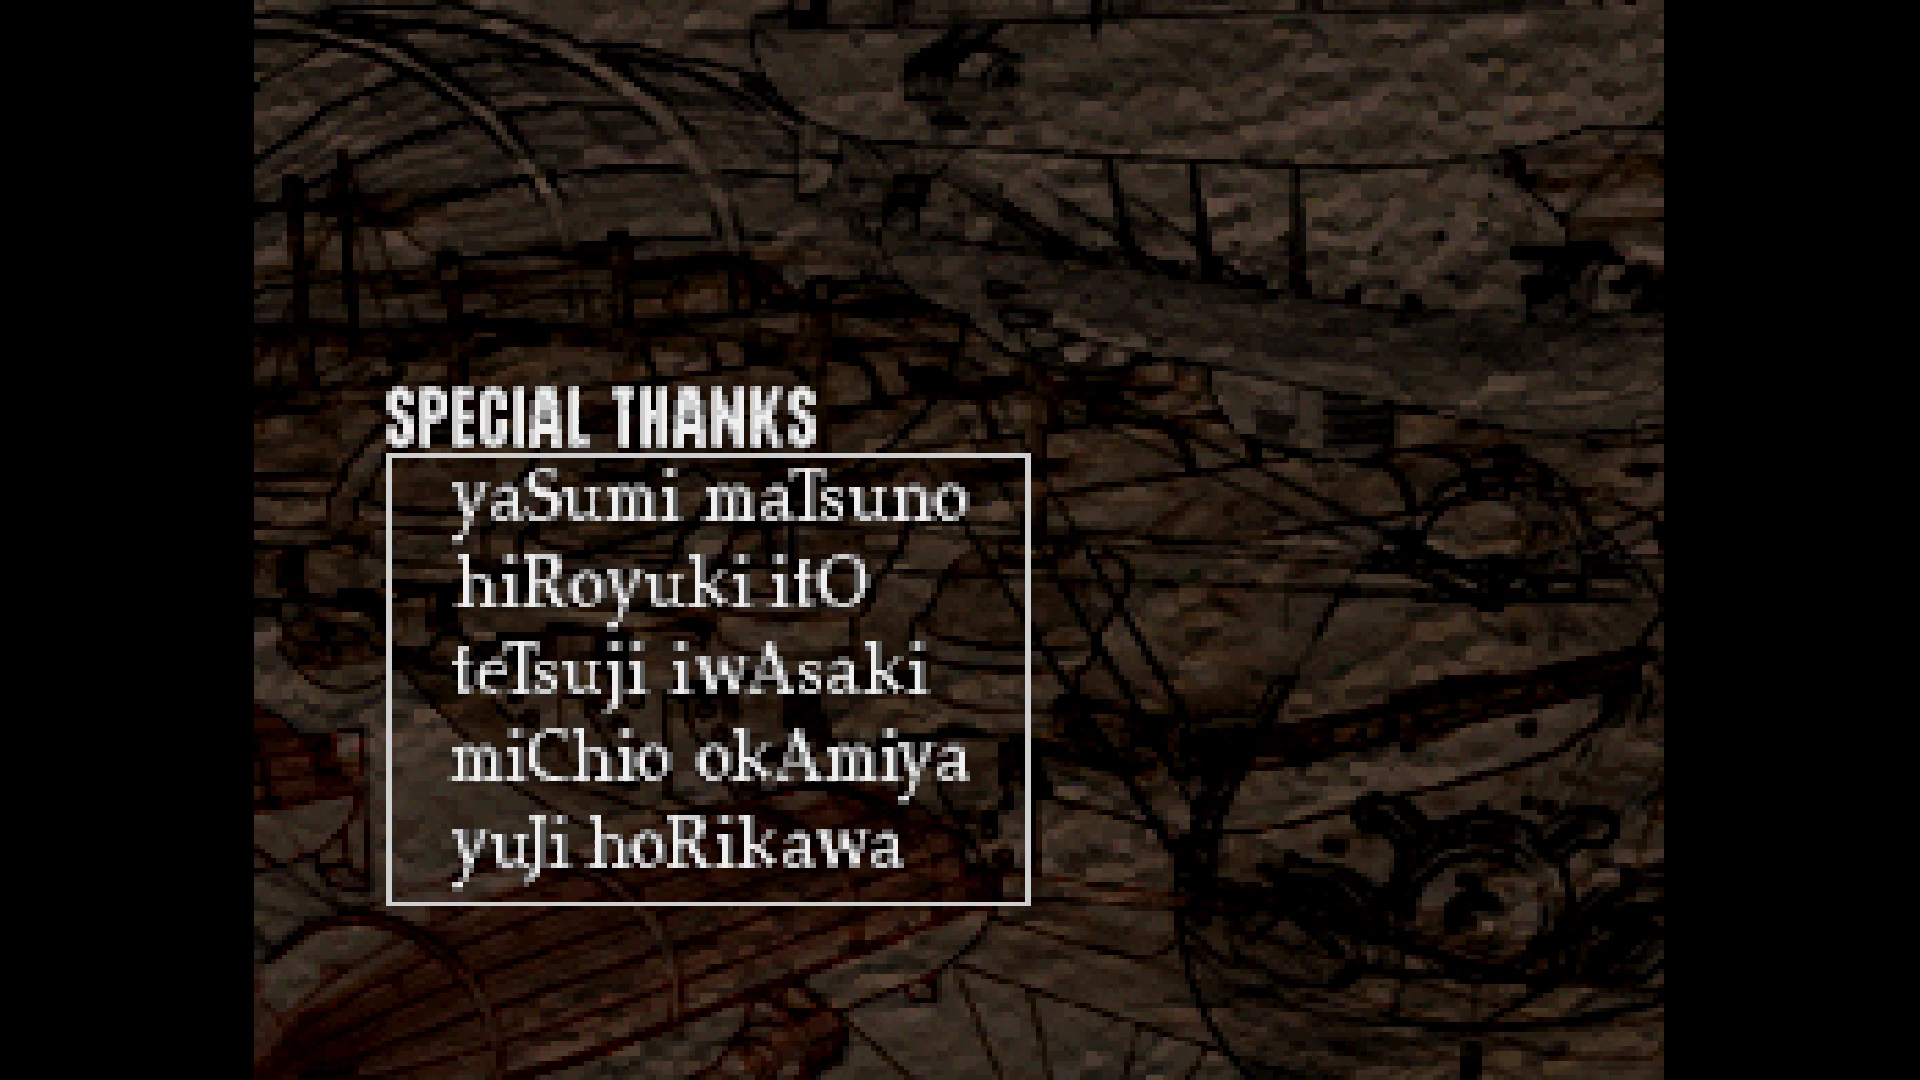 SPECIAL THANKS
yaSumi maTsuno
hiRoyuki itO
teTsuji iwAsaki
miChio okAmiya
yuJi hoRikawa